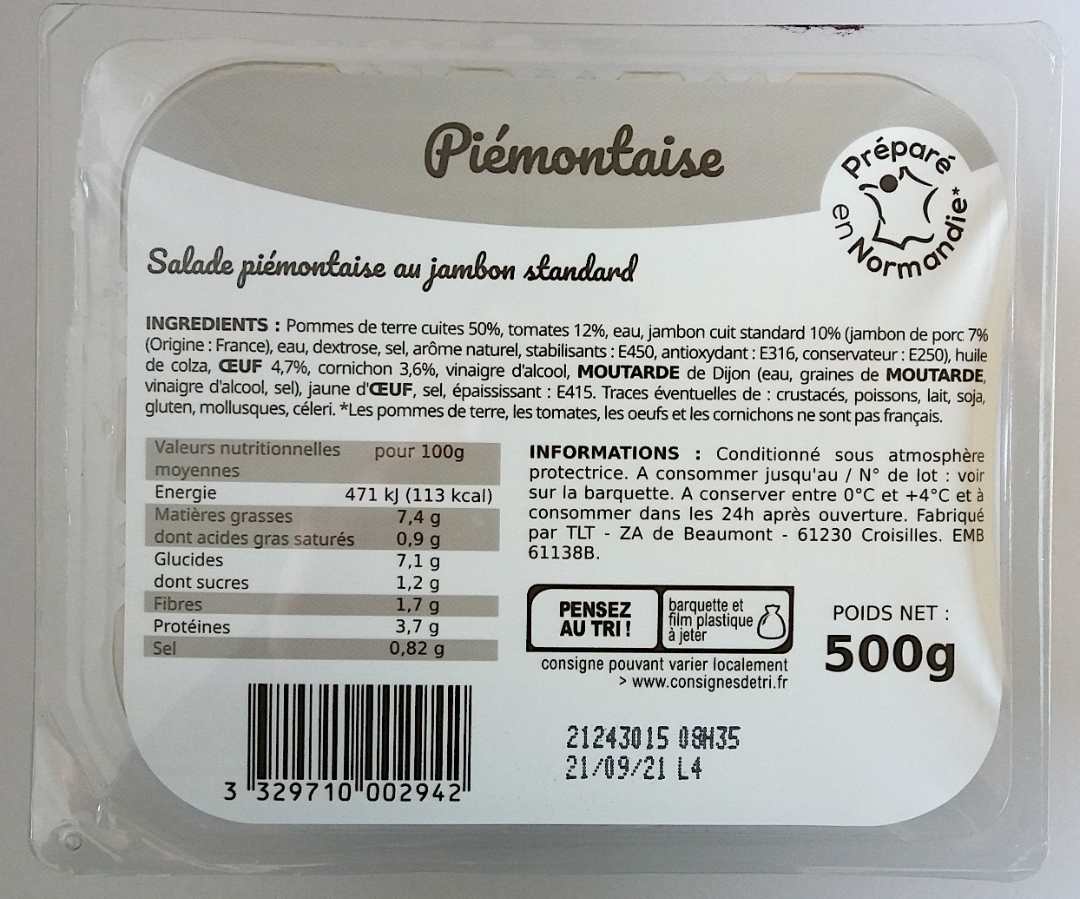 Piémontaise
Préparé
en Normandie*
Salade piémontaise au jambon standard
INGREDIENTS : Pommes de terre cuites 50%, tomates 12%, eau, jambon cuit standard 10% (jambon de porc 7%
(Origine : France), eau, dextrose, sel, arôme naturel, stabilisants : E450, antioxydant : E316, conservateur : E250), huile
de colza, ŒUF 4,7%, cornichon 3,6%, vinaigre d'alcool, MOUTARDE de Dijon (eau, graines de MOUTARDE,
vinaigre d'alcool, sel), jaune d'ŒUF, sel, épaississant : E415. Traces éventuelles de : crustacés, poissons, lait, soja,
gluten, mollusques, céleri. *Les pommes de terre, les tomates, les oeufs et les cornichons ne sont pas français.
Valeurs nutritionnelles pour 100g
moyennes
Energie 471 kJ (113 kcal)
Matières grasses 7,4 g
dont acides gras saturés 0,9 g
Glucides 7,1 g
dont sucres 1,2 g
Fibres 1,7 g
Protéines 3,7 g
Sel 0,82 g
INFORMATIONS : Conditionné sous atmosphère
protectrice. A consommer jusqu'au / N° de lot : voir
sur la barquette. A conserver entre 0°C et +4°C et à
consommer dans les 24h après ouverture. Fabriqué
par TLT - ZA de Beaumont - 61230 Croisilles. EMB
61138B.
PENSEZ
AU TRI !
barquette et
film plastique
à jeter
consigne pouvant varier localement
> www.consignesdetri.fr
POIDS NET :
500g
21243015 08H35
21/09/21 L4
3 329710 002942